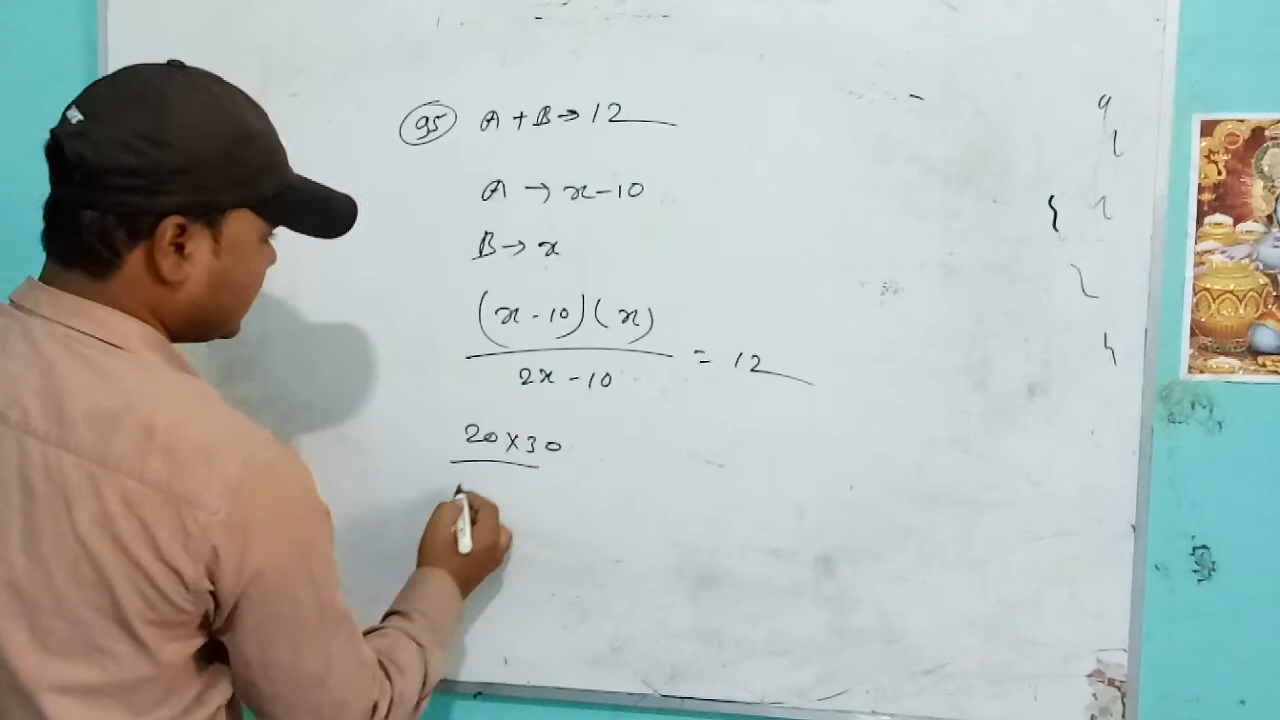 95 A + B → 12
A → x - 10
B → x
(x - 10)(x)
2x - 10
= 12
20 × 30